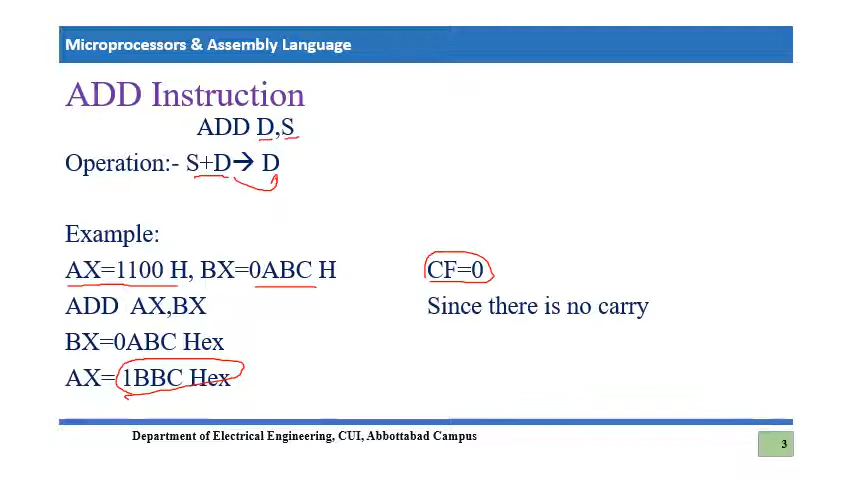 Microprocessors & Assembly Language
ADD Instruction
ADD D,S
Operation:- S+D→ D
Example:
AX=1100 H, BX=0ABC H
CF=0
ADD AX,BX
Since there is no carry
BX=0ABC Hex
AX= 1BBC Hex
Department of Electrical Engineering, CUI, Abbottabad Campus
3